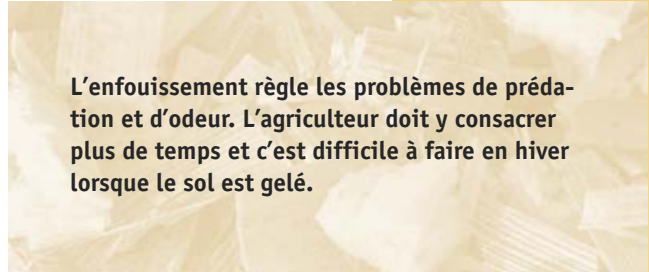 L’enfouissement règle les problèmes de préda-
tion et d’odeur. L’agriculteur doit y consacrer
plus de temps et c’est difficile à faire en hiver
lorsque le sol est gelé.